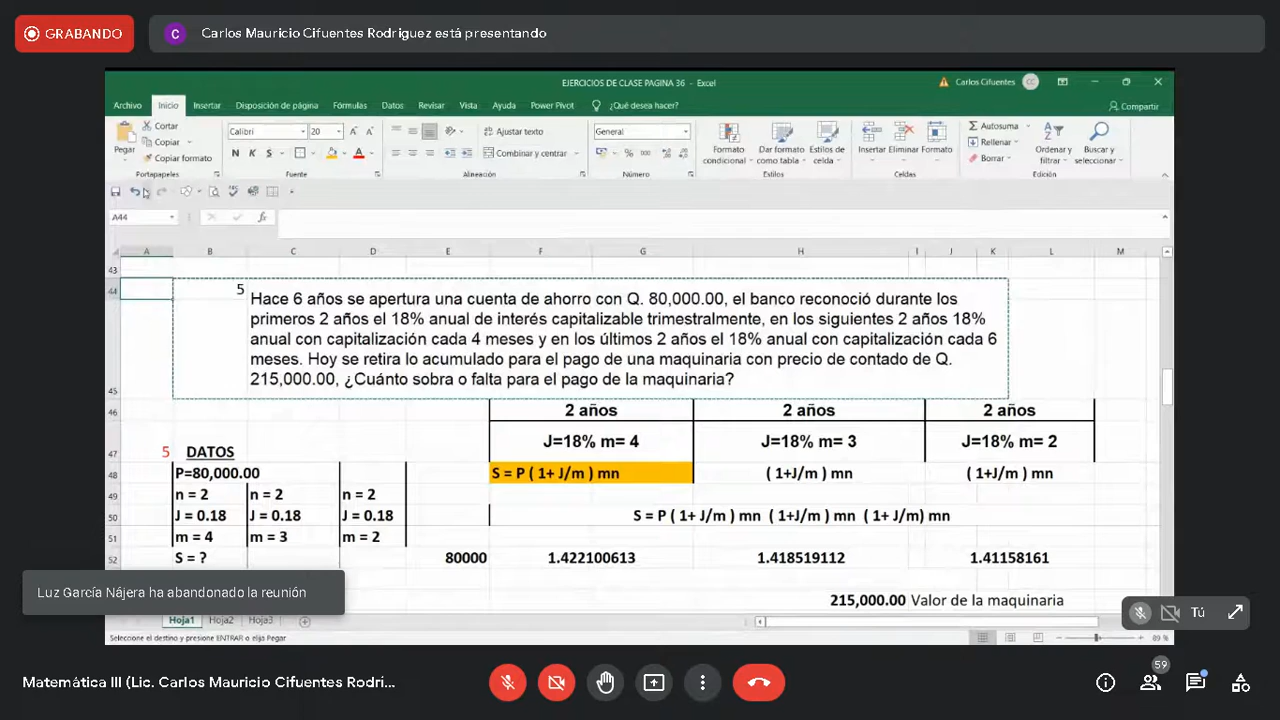 GRABANDO
C
Carlos Mauricio Cifuentes Rodriguez está presentando
EJERCICIOS DE CLASE PAGINA 36 - Excel
Carlos Cifuentes
CC
Archivo Inicio Insertar Disposición de página Fórmulas Datos Revisar Vista Ayuda Power Pivot ¿Qué desea hacer?
Compartir
Pegar
Cortar
Copiar
Copiar formato
Portapapeles
Calibri 20
N K S
Fuente
Ajustar texto
Combinar y centrar
Alineación
General
Número
Formato condicional
Dar formato como tabla
Estilos de celda
Estilos
Insertar Eliminar Formato
Celdas
Autosuma
Rellenar
Borrar
Ordenar y filtrar
Buscar y seleccionar
Edición
A44
A B C D E F G H I J K L M
43
44
5
Hace 6 años se apertura una cuenta de ahorro con Q. 80,000.00, el banco reconoció durante los
primeros 2 años el 18% anual de interés capitalizable trimestralmente, en los siguientes 2 años 18%
anual con capitalización cada 4 meses y en los últimos 2 años el 18% anual con capitalización cada 6
meses. Hoy se retira lo acumulado para el pago de una maquinaria con precio de contado de Q.
215,000.00, ¿Cuánto sobra o falta para el pago de la maquinaria?
45
46 2 años 2 años 2 años
47 5 DATOS J=18% m= 4 J=18% m= 3 J=18% m= 2
48 P=80,000.00 S = P ( 1+ J/m ) mn ( 1+J/m ) mn ( 1+J/m ) mn
49 n = 2 n = 2 n = 2
50 J = 0.18 J = 0.18 J = 0.18 S = P ( 1+ J/m ) mn ( 1+J/m ) mn ( 1+ J/m) mn
51 m = 4 m = 3 m = 2
52 S = ? 80000 1.422100613 1.418519112 1.41158161
215,000.00 Valor de la maquinaria
Luz García Nájera ha abandonado la reunión
Tú
Hoja1 Hoja2 Hoja3
Seleccione el destino y presione ENTRAR o elija Pegar
89 %
Matemática III (Lic. Carlos Mauricio Cifuentes Rodri...
59